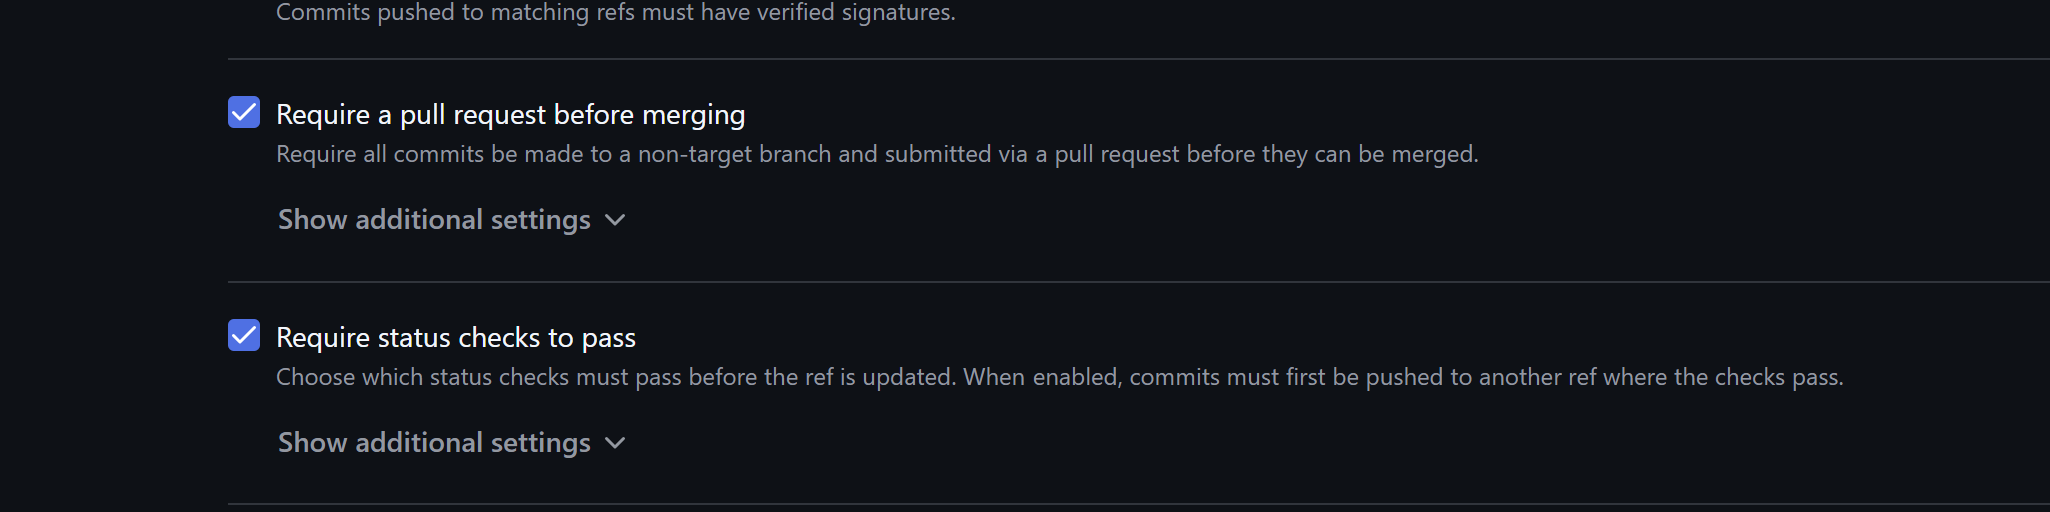 Commits pushed to matching refs must have verified signatures.
Require a pull request before merging
Require all commits be made to a non-target branch and submitted via a pull request before they can be merged.
Show additional settings
Require status checks to pass
Choose which status checks must pass before the ref is updated. When enabled, commits must first be pushed to another ref where the checks pass.
Show additional settings